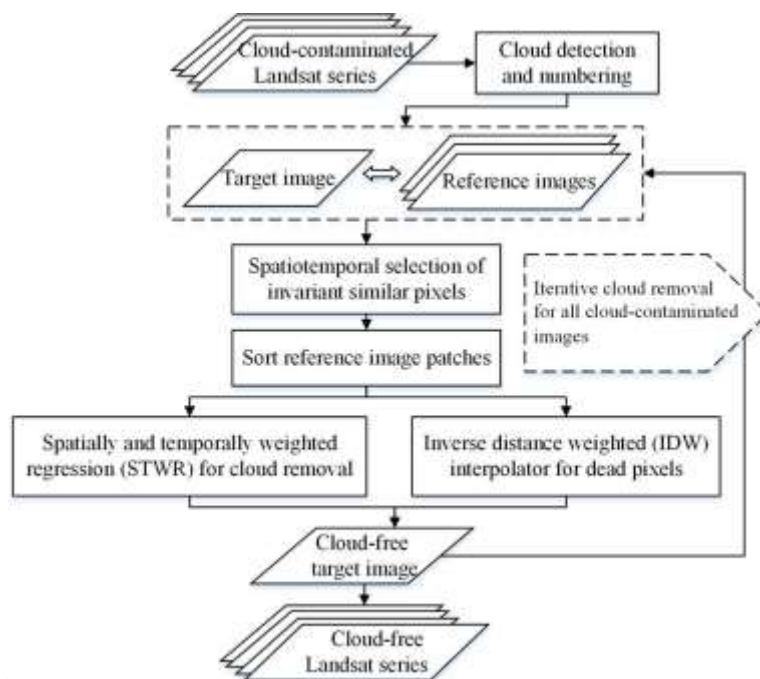 Cloud-contaminated
Landsat series
Cloud detection
and numbering
Target image
Reference images
Spatiotemporal selection of
invariant similar pixels
Iterative cloud removal
for all cloud-contaminated
images
Sort reference image patches
Spatially and temporally weighted
regression (STWR) for cloud removal
Inverse distance weighted (IDW)
interpolator for dead pixels
Cloud-free
target image
Cloud-free
Landsat series